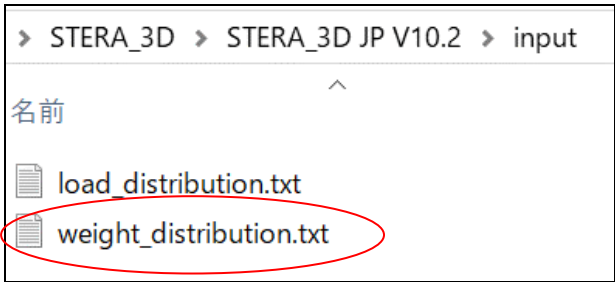 > STERA_3D > STERA_3D JP V10.2 > input
名前
load_distribution.txt
weight_distribution.txt